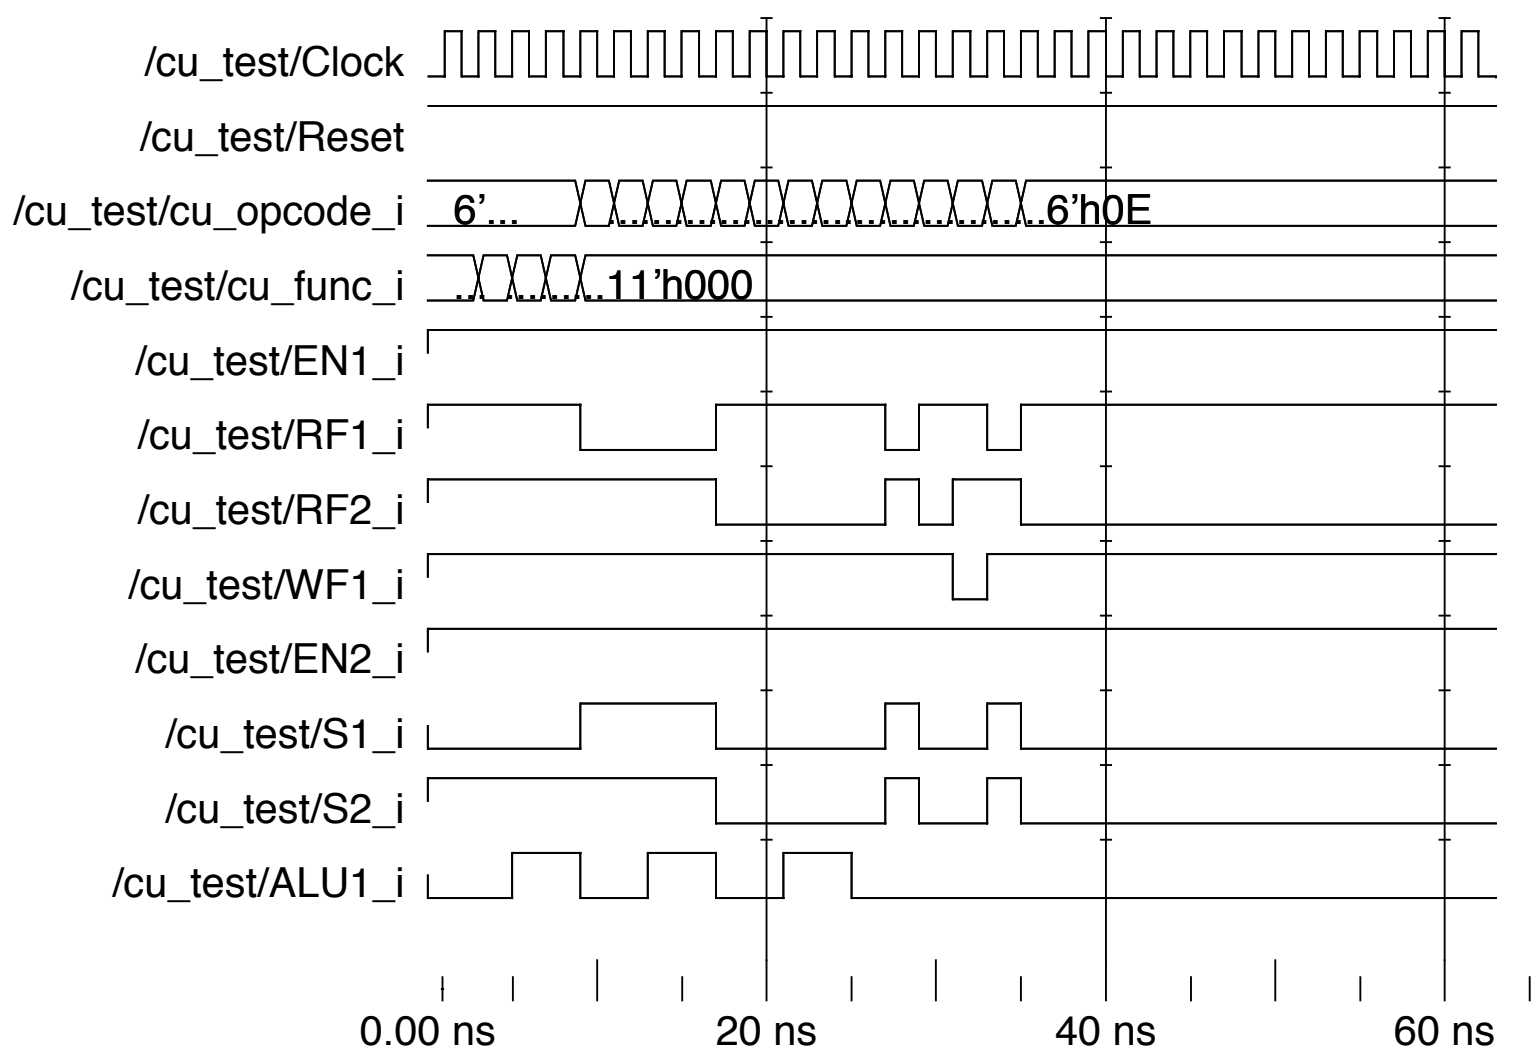 /cu_test/Clock
/cu_test/Reset
/cu_test/cu_opcode_i 6’... 6’h0E
/cu_test/cu_func_i 11’h000
/cu_test/EN1_i
/cu_test/RF1_i
/cu_test/RF2_i
/cu_test/WF1_i
/cu_test/EN2_i
/cu_test/S1_i
/cu_test/S2_i
/cu_test/ALU1_i
0.00 ns 20 ns 40 ns 60 ns